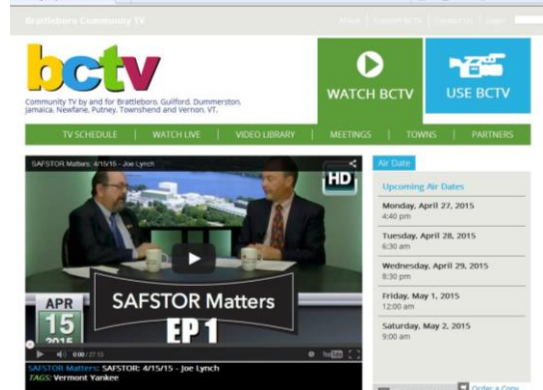 Brattleboro Community TV
About | Support BCTV | Contact Us | Login
bctv
Community TV by and for Brattleboro, Guilford, Dummerston,
Jamaica, Newfane, Putney, Townshend and Vernon, VT.
WATCH BCTV
USE BCTV
TV SCHEDULE | WATCH LIVE | VIDEO LIBRARY | MEETINGS | TOWNS | PARTNERS
SAFSTOR Matters: 4/15/15 - Joe Lynch
HD
APR
15
2015
SAFSTOR Matters
EP 1
0:00 / 27:13
YouTube
SAFSTOR Matters: SAFSTOR: 4/15/15 - Joe Lynch
TAGS: Vermont Yankee
Air Date
Upcoming Air Dates
Monday, April 27, 2015
4:40 pm
Tuesday, April 28, 2015
6:30 am
Wednesday, April 29, 2015
8:30 pm
Friday, May 1, 2015
12:00 am
Saturday, May 2, 2015
9:00 am
Order a Copy